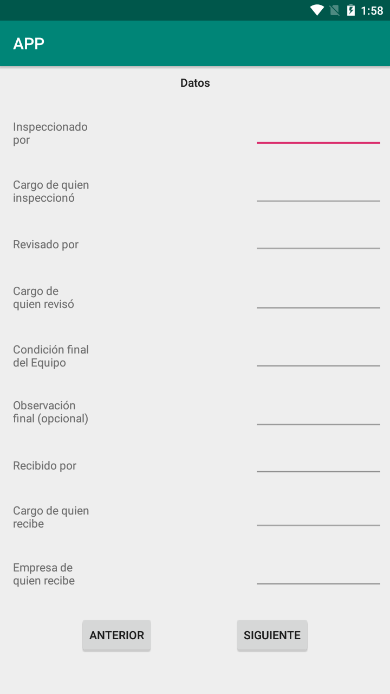 1:58
APP
Datos
Inspeccionado
por
Cargo de quien
inspeccionó
Revisado por
Cargo de
quien revisó
Condición final
del Equipo
Observación
final (opcional)
Recibido por
Cargo de quien
recibe
Empresa de
quien recibe
ANTERIOR SIGUIENTE